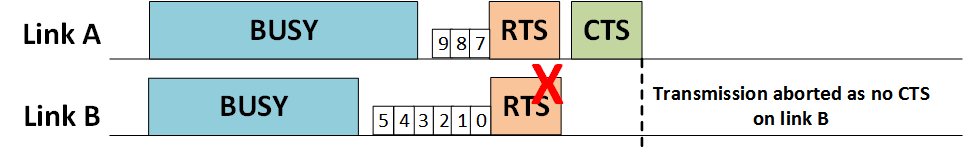 Link A BUSY 9 8 7 RTS CTS
Link B BUSY 5 4 3 2 1 0 RTS X
Transmission aborted as no CTS
on link B